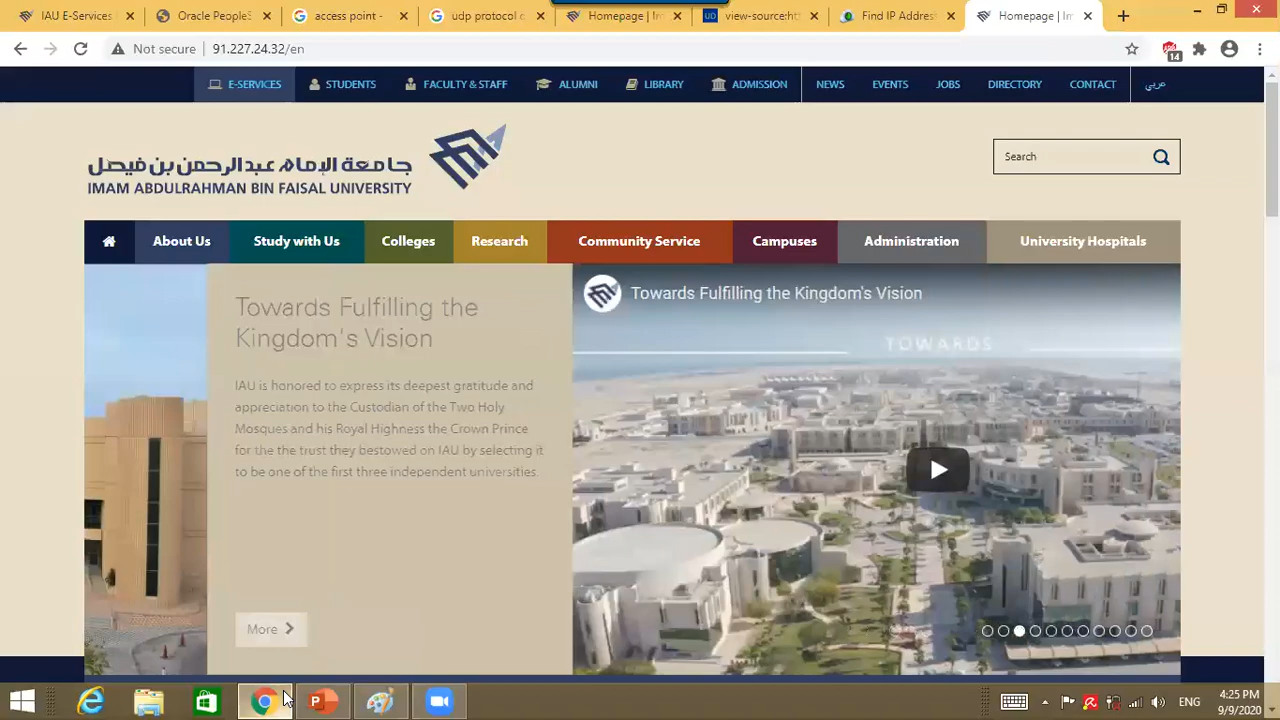 IAU E-Services
Oracle PeopleS
access point -
udp protocol c
Homepage | Im
view-source:htt
Find IP Addres
Homepage | Im
Not secure
91.227.24.32/en
14
E-SERVICES
STUDENTS
FACULTY & STAFF
ALUMNI
LIBRARY
ADMISSION
NEWS
EVENTS
JOBS
DIRECTORY
CONTACT
عربي
جامعة الإمام عبدالرحمن بن فيصل
IMAM ABDULRAHMAN BIN FAISAL UNIVERSITY
Search
About Us
Study with Us
Colleges
Research
Community Service
Campuses
Administration
University Hospitals
Towards Fulfilling the
Kingdom's Vision
IAU is honored to express its deepest gratitude and
appreciation to the Custodian of the Two Holy
Mosques and his Royal Highness the Crown Prince
for the the trust they bestowed on IAU by selecting it
to be one of the first three independent universities.
More
Towards Fulfilling the Kingdom's Vision
TOWARDS
ENG
4:25 PM
9/9/2020